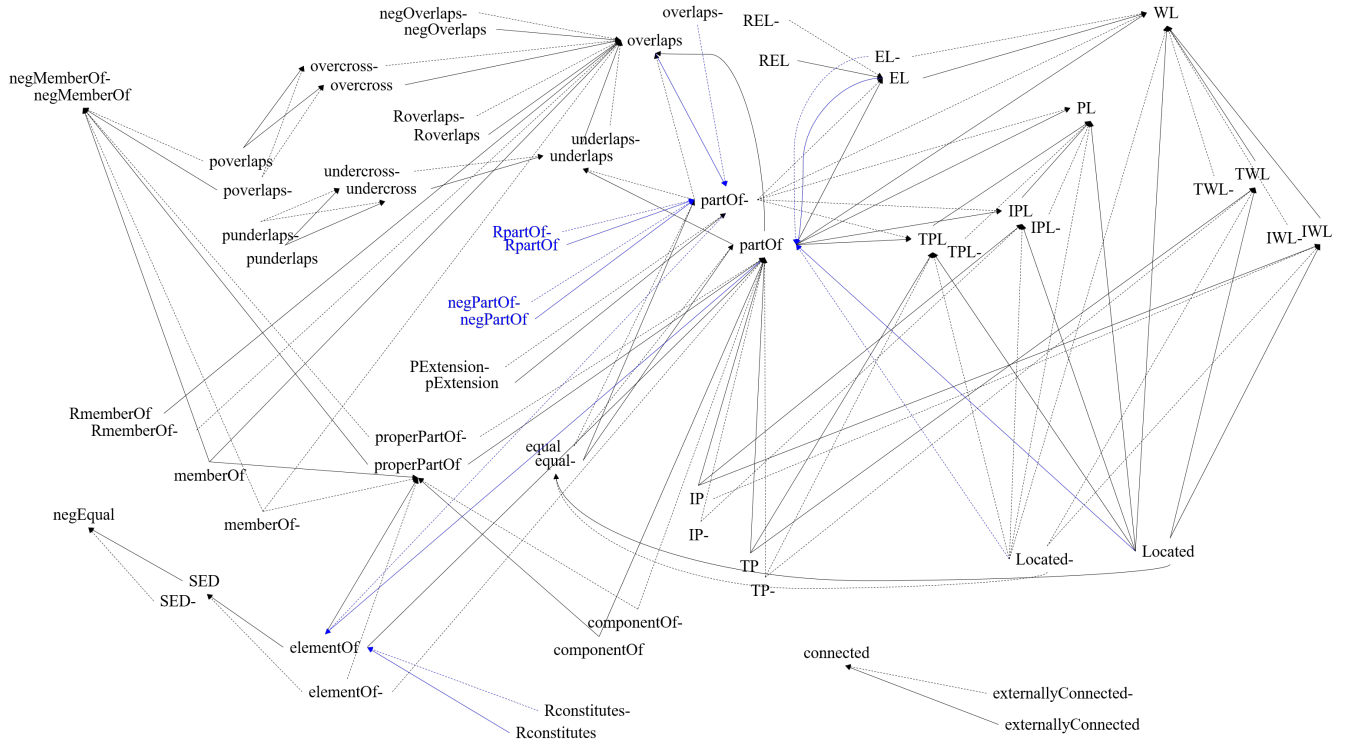 negOverlaps-
negOverlaps
overlaps-
REL-
WL
overlaps
REL
EL-
EL
negMemberOf-
negMemberOf
overcross-
overcross
PL
Roverlaps-
Roverlaps
underlaps-
underlaps
poverlaps
poverlaps-
undercross-
undercross
TWL
TWL-
partOf-
IPL
IPL-
punderlaps-
punderlaps
RpartOf-
RpartOf
partOf
TPL
TPL-
IWL
IWL-
negPartOf-
negPartOf
PExtension-
pExtension
RmemberOf
RmemberOf-
properPartOf-
properPartOf
equal
equal-
memberOf
memberOf-
IP
IP-
negEqual
TP
TP-
Located-
Located
SED
SED-
componentOf-
componentOf
elementOf
elementOf-
connected
externallyConnected-
externallyConnected
Rconstitutes-
Rconstitutes